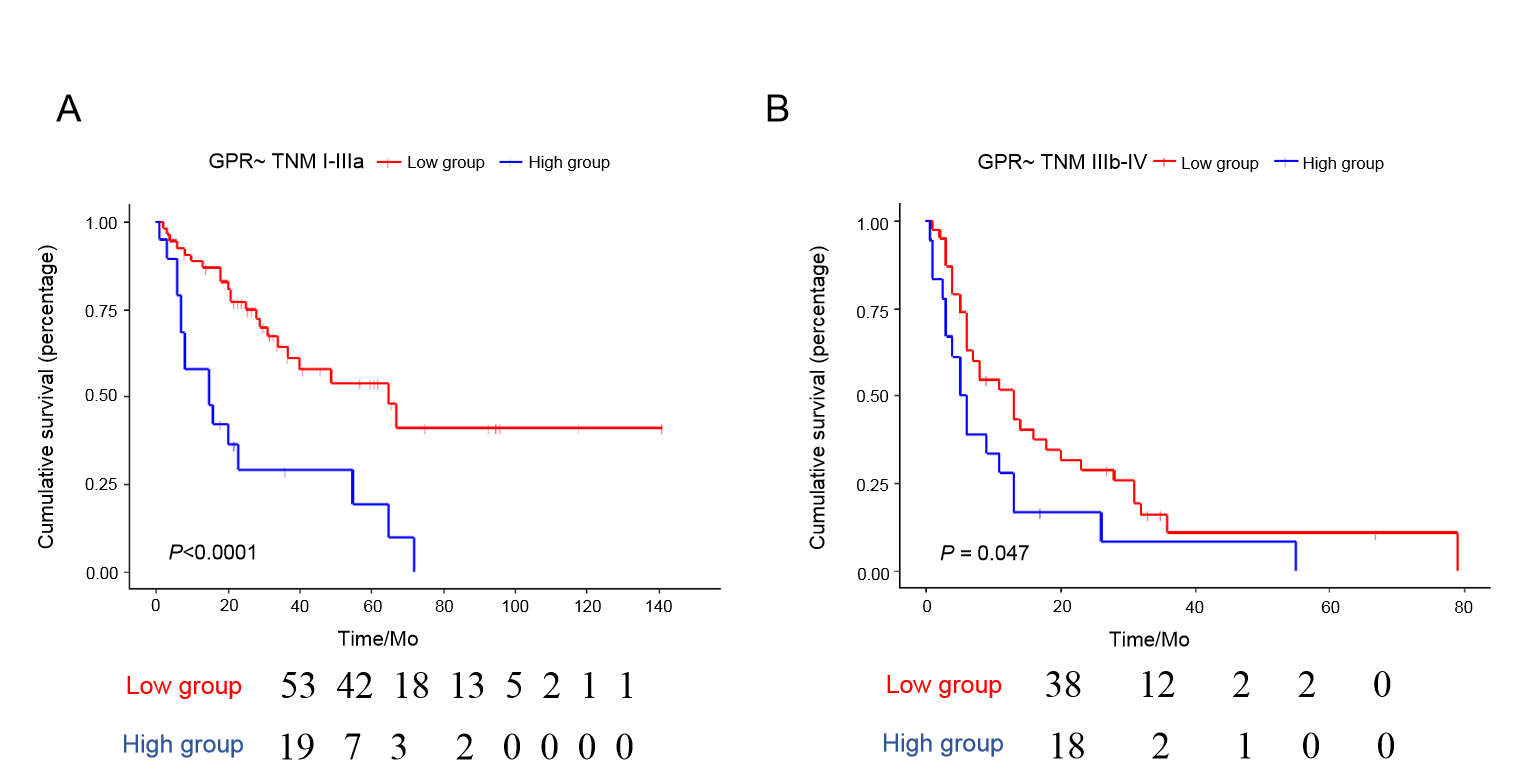 A
GPR~ TNM I-IIIa Low group High group
Cumulative survival (percentage)
1.00
0.75
0.50
0.25
0.00
P<0.0001
0 20 40 60 80 100 120 140
Time/Mo
Low group 53 42 18 13 5 2 1 1
High group 19 7 3 2 0 0 0 0
B
GPR~ TNM IIIb-IV Low group High group
Cumulative survival (percentage)
1.00
0.75
0.50
0.25
0.00
P = 0.047
0 20 40 60 80
Time/Mo
Low group 38 12 2 2 0
High group 18 2 1 0 0